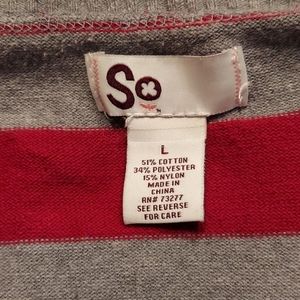 So
L
51% COTTON
34% POLYESTER
15% NYLON
MADE IN
CHINA
RN# 73277
SEE REVERSE
FOR CARE